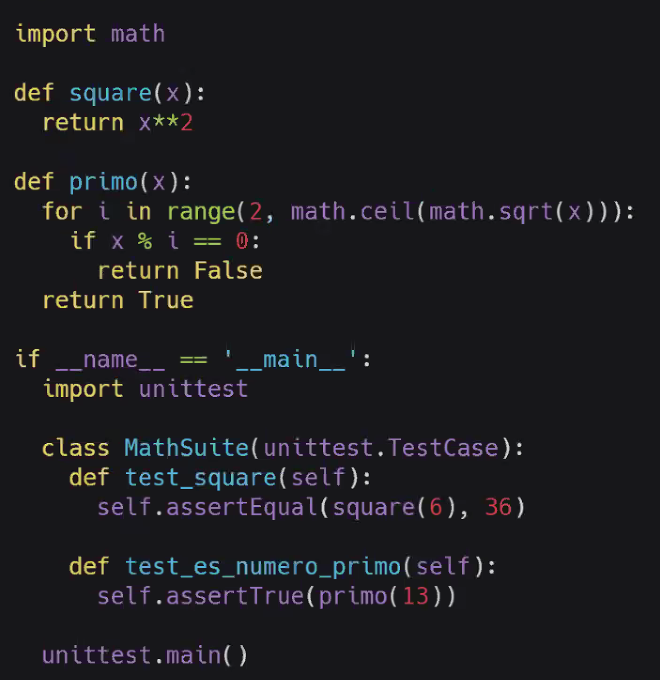 import math
def square(x):
  return x**2
def primo(x):
  for i in range(2, math.ceil(math.sqrt(x))):
    if x % i == 0:
      return False
  return True
if __name__ == '__main__':
  import unittest
  class MathSuite(unittest.TestCase):
    def test_square(self):
      self.assertEqual(square(6), 36)
    def test_es_numero_primo(self):
      self.assertTrue(primo(13))
  unittest.main()